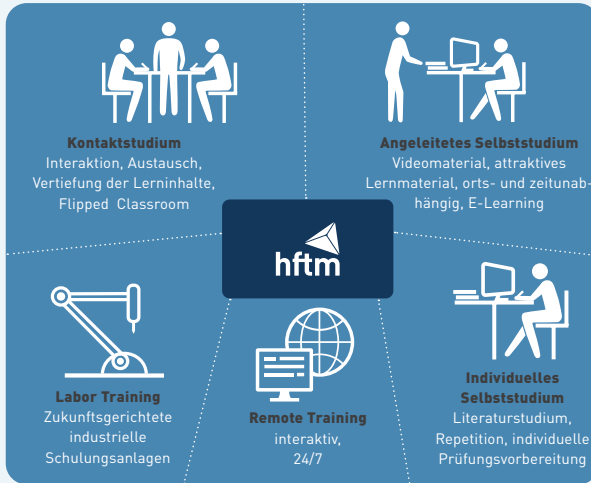 Kontaktstudium
Interaktion, Austausch,
Vertiefung der Lerninhalte,
Flipped Classroom
Angeleitetes Selbststudium
Videomaterial, attraktives
Lernmaterial, orts- und zeitunab-
hängig, E-Learning
hftm
Labor Training
Zukunftsgerichtete
industrielle
Schulungsanlagen
Remote Training
interaktiv,
24/7
Individuelles
Selbststudium
Literaturstudium,
Repetition, individuelle
Prüfungsvorbereitung